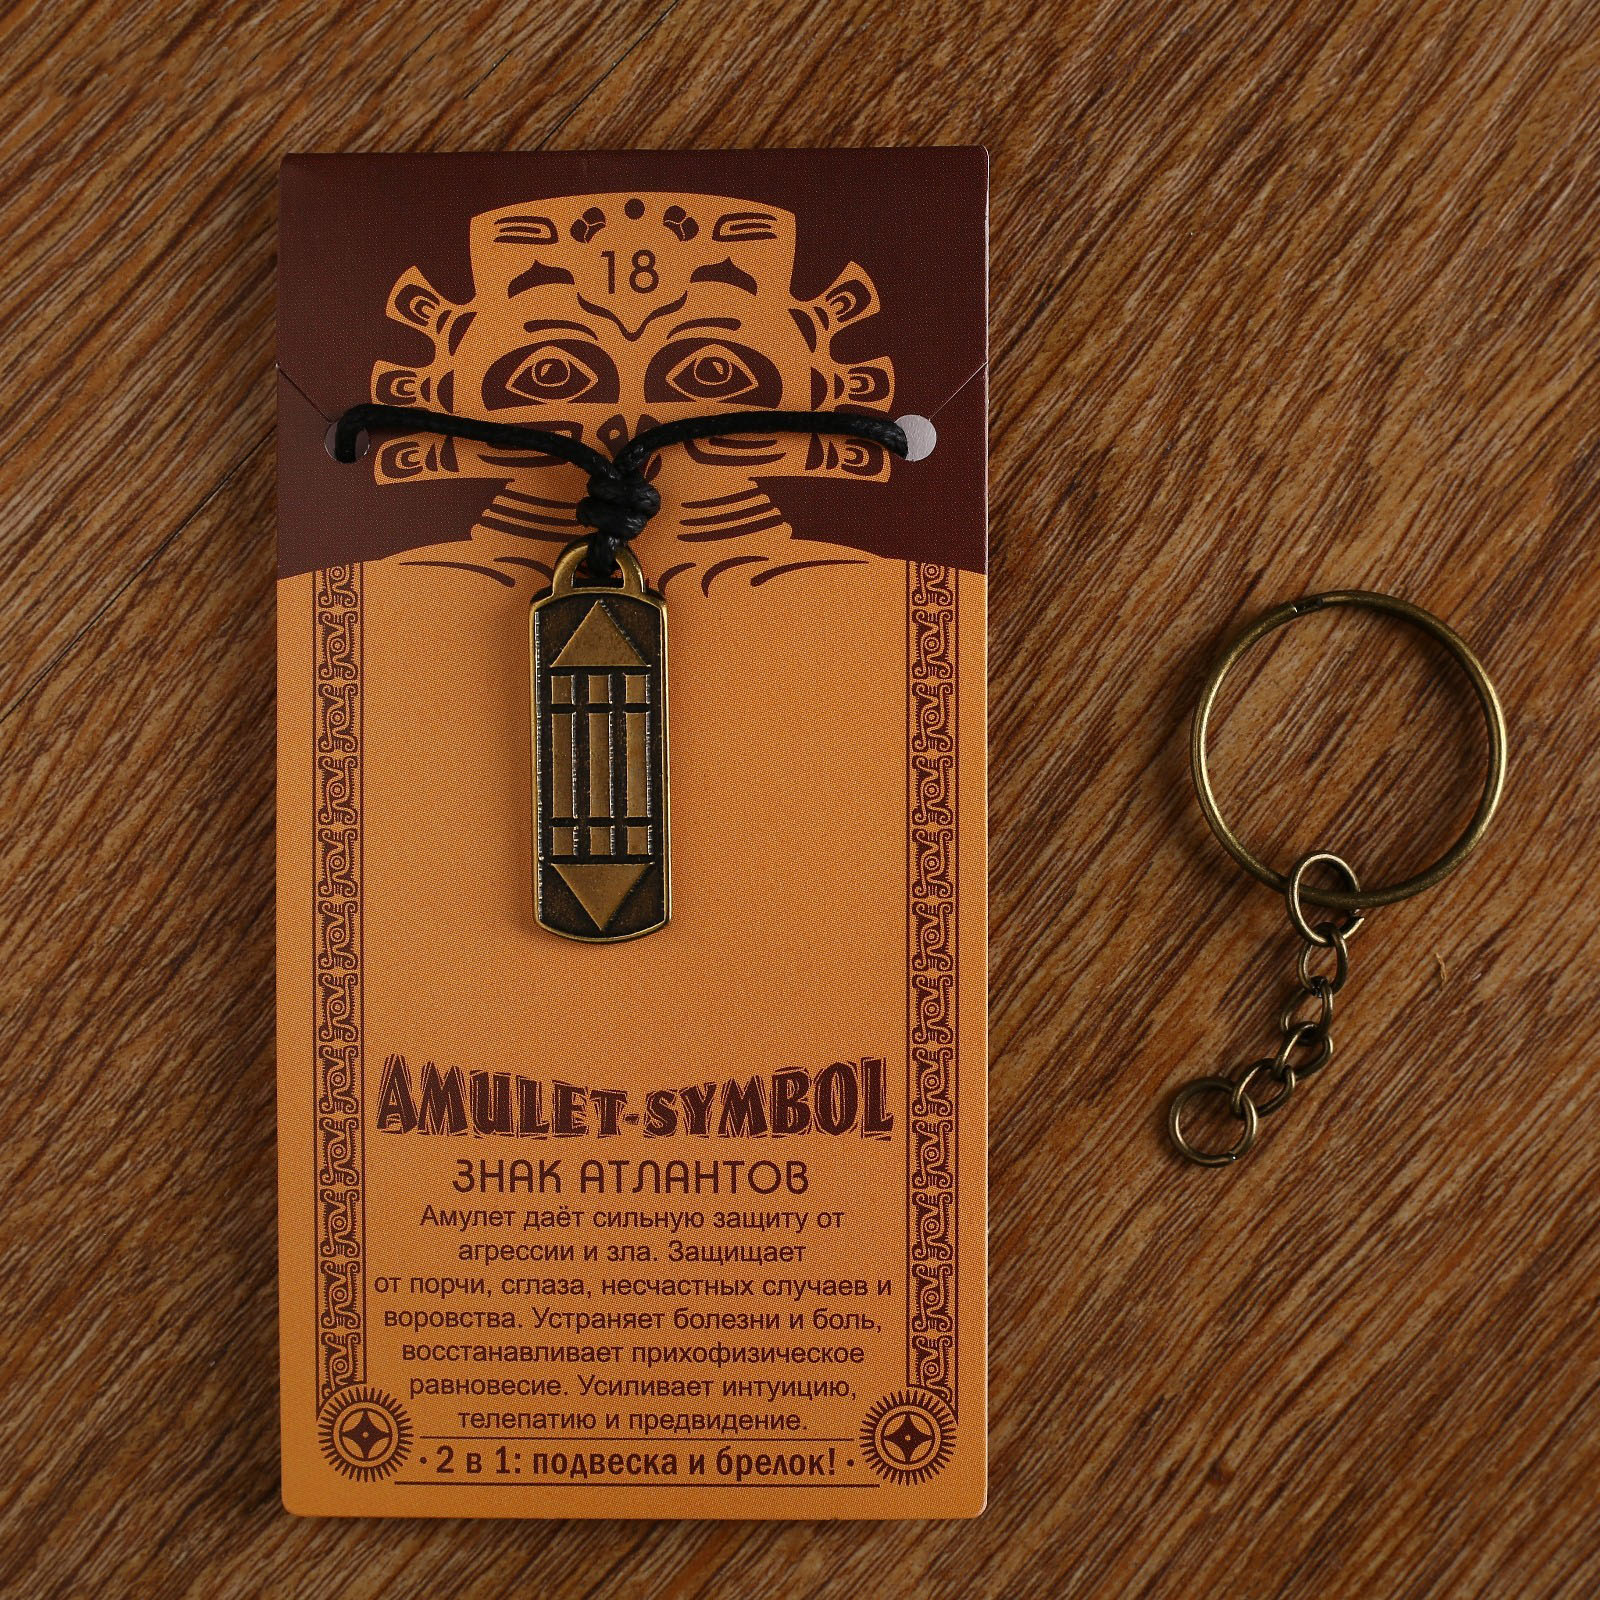 18
AMULET-SYMBOL
ЗНАК АТЛАНТОВ
Амулет даёт сильную защиту от
агрессии и зла. Защищает
от порчи, сглаза, несчастных случаев и
воровства. Устраняет болезни и боль,
восстанавливает прихофизическое
равновесие. Усиливает интуицию,
телепатию и предвидение.
· 2 в 1: подвеска и брелок! ·